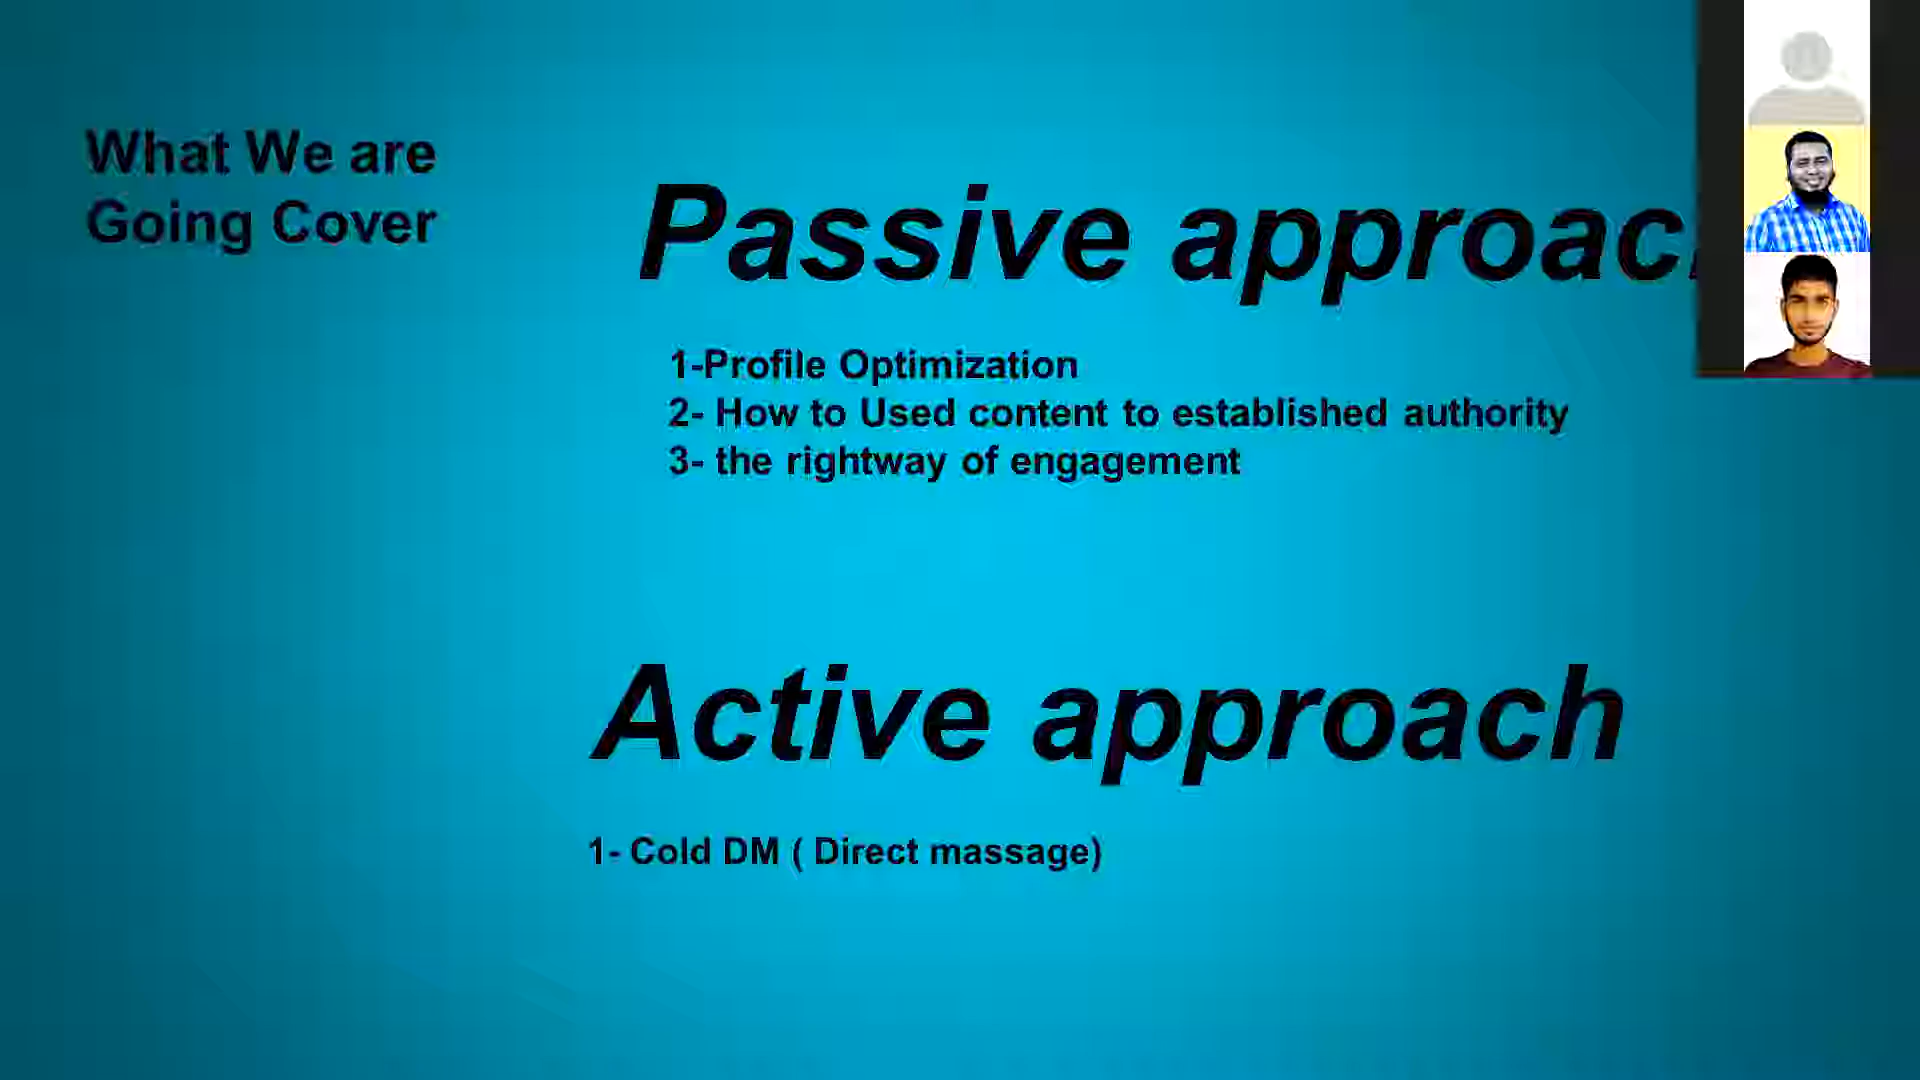 What We are
Going Cover
Passive approac
1-Profile Optimization
2- How to Used content to established authority
3- the rightway of engagement
Active approach
1- Cold DM ( Direct massage)